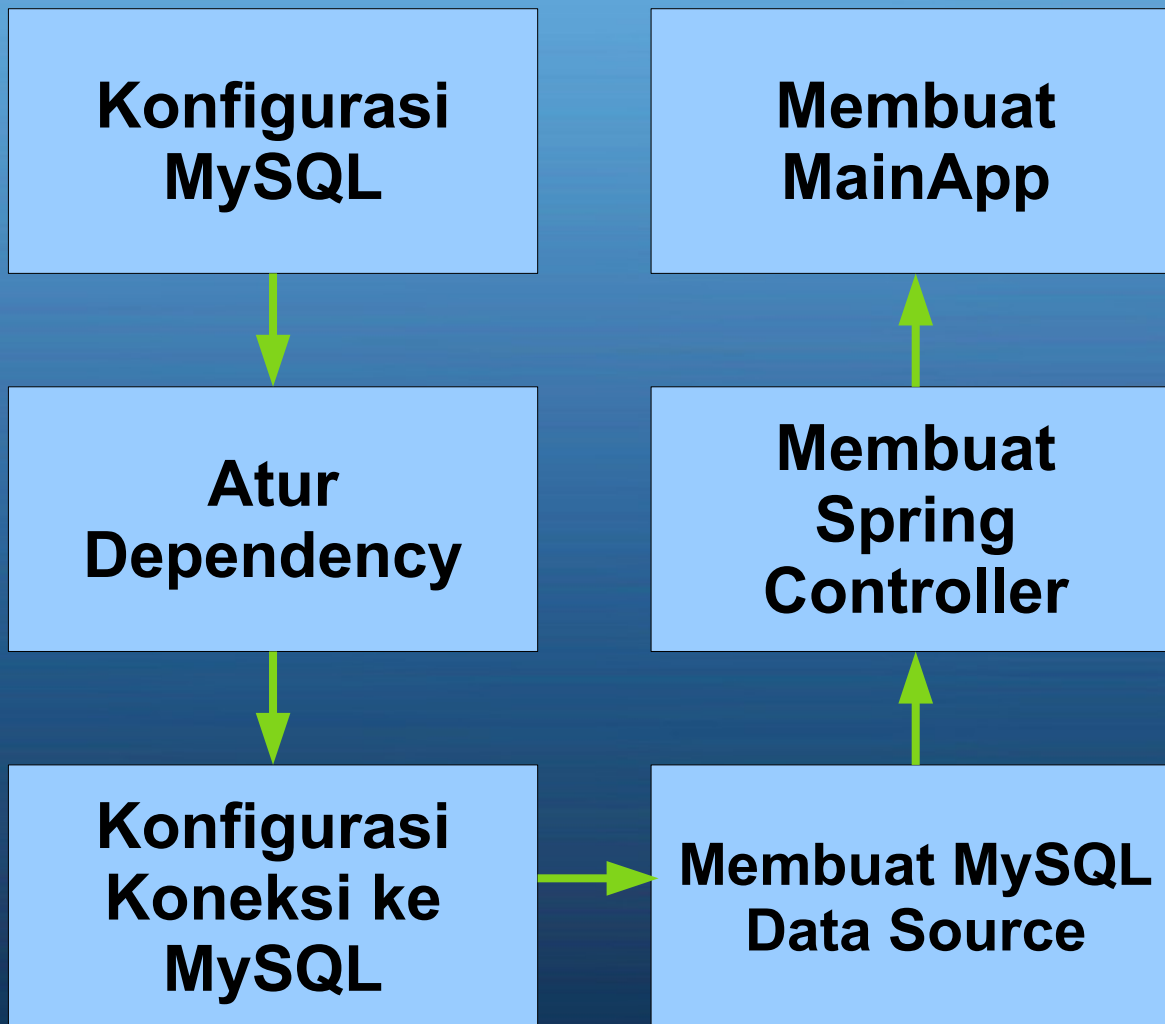 Konfigurasi
MySQL
Atur
Dependency
Konfigurasi
Koneksi ke
MySQL
Membuat MySQL
Data Source
Membuat
Spring
Controller
Membuat
MainApp